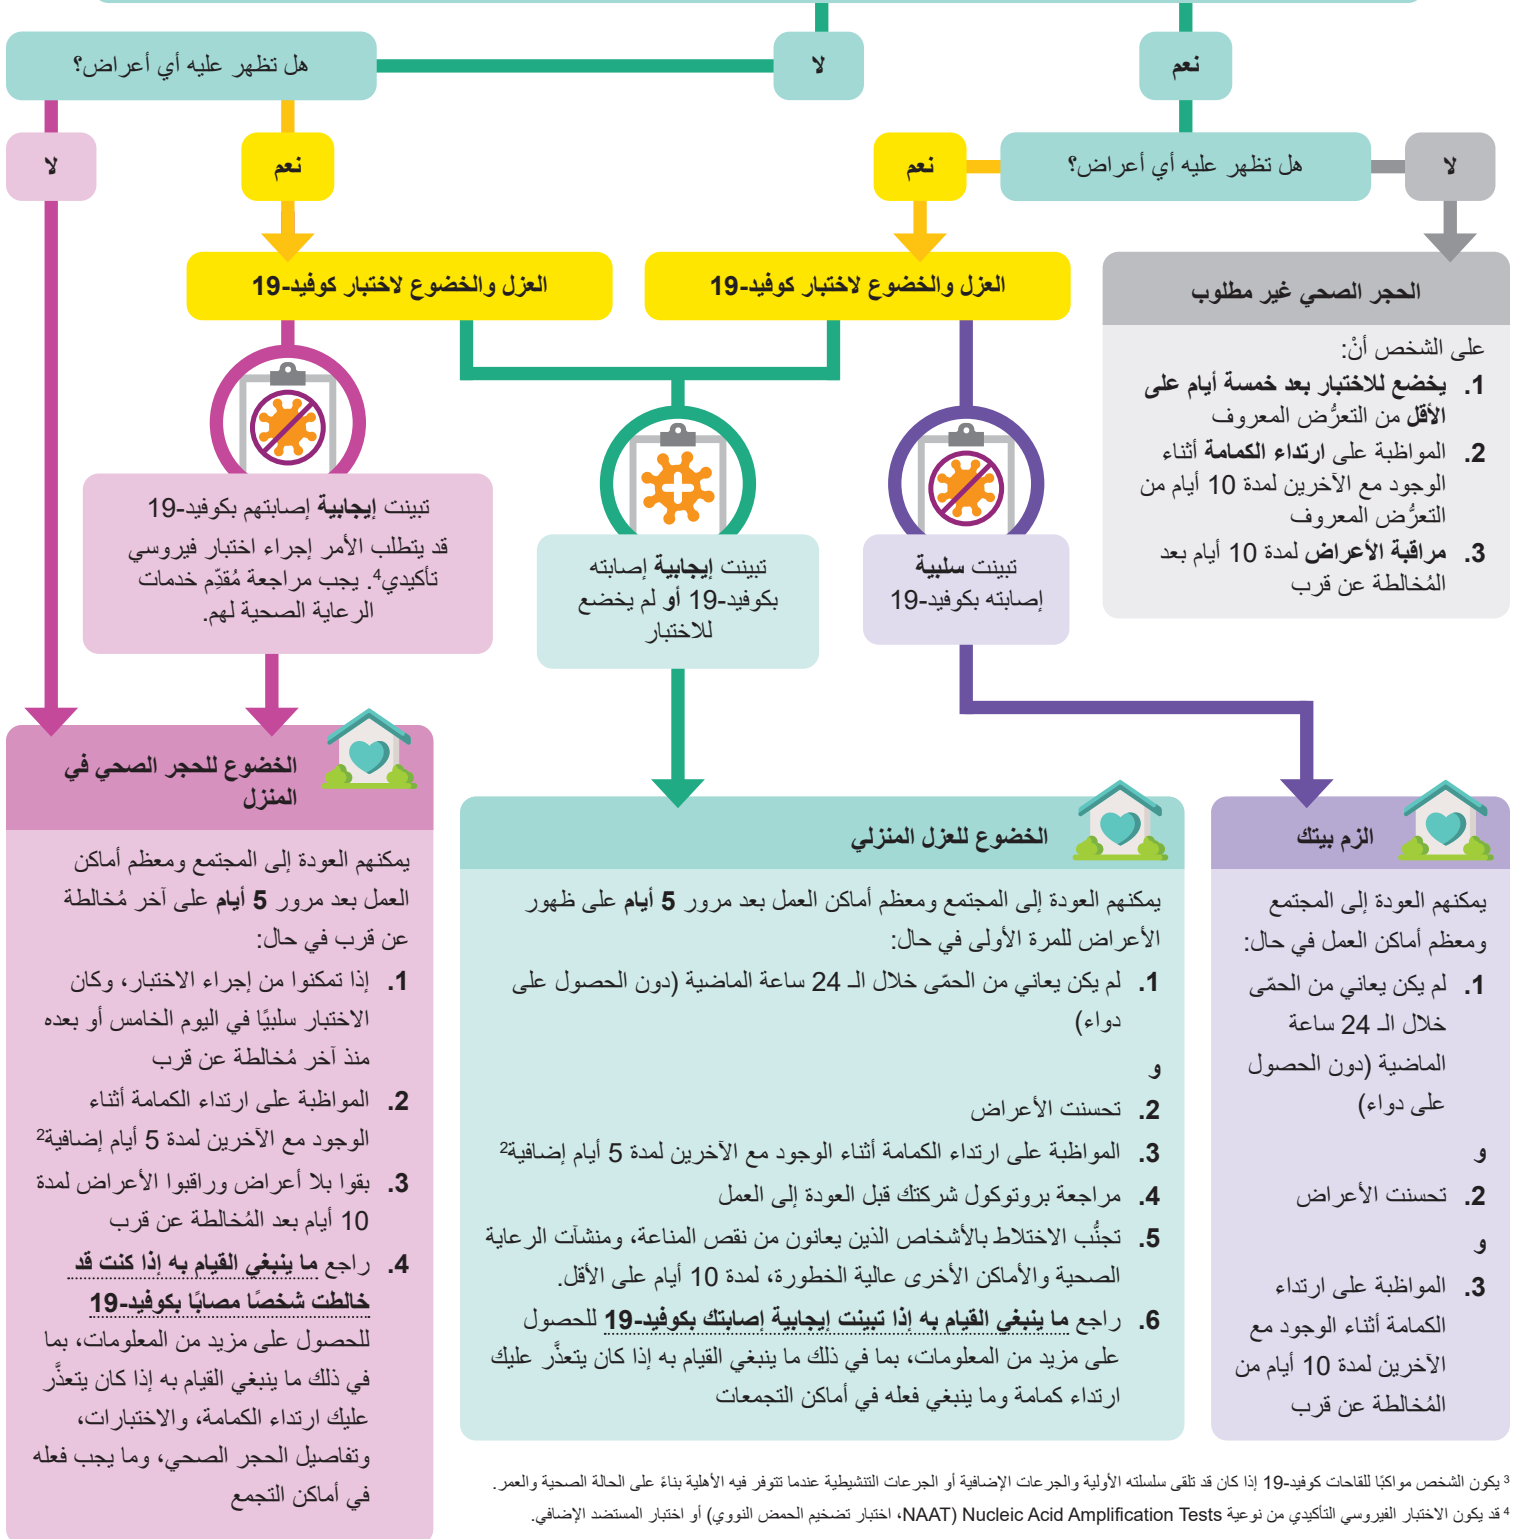 نعم
لا
هل تظهر عليه أي أعراض؟
لا
هل تظهر عليه أي أعراض؟
نعم
نعم
لا
الحجر الصحي غير مطلوب
على الشخص أنْ:
1. يخضع للاختبار بعد خمسة أيام على
الأقل من التعرُّض المعروف
2. المواظبة على ارتداء الكمامة أثناء
الوجود مع الآخرين لمدة 10 أيام من
التعرُّض المعروف
3. مراقبة الأعراض لمدة 10 أيام بعد
المُخالطة عن قرب
العزل والخضوع لاختبار كوفيد-19
العزل والخضوع لاختبار كوفيد-19
تبينت سلبية
إصابته بكوفيد-19
تبينت إيجابية إصابته
بكوفيد-19 أو لم يخضع
للاختبار
تبينت إيجابية إصابتهم بكوفيد-19
قد يتطلب الأمر إجراء اختبار فيروسي
تأكيدي4. يجب مراجعة مُقدِّم خدمات
الرعاية الصحية لهم.
الزم بيتك
يمكنهم العودة إلى المجتمع
ومعظم أماكن العمل في حال:
1. لم يكن يعاني من الحمّى
خلال الـ 24 ساعة
الماضية (دون الحصول
على دواء)
و
2. تحسنت الأعراض
و
3. المواظبة على ارتداء
الكمامة أثناء الوجود مع
الآخرين لمدة 10 أيام من
المُخالطة عن قرب
الخضوع للعزل المنزلي
يمكنهم العودة إلى المجتمع ومعظم أماكن العمل بعد مرور 5 أيام على ظهور
الأعراض للمرة الأولى في حال:
1. لم يكن يعاني من الحمّى خلال الـ 24 ساعة الماضية (دون الحصول على
دواء)
و
2. تحسنت الأعراض
3. المواظبة على ارتداء الكمامة أثناء الوجود مع الآخرين لمدة 5 أيام إضافية2
4. مراجعة بروتوكول شركتك قبل العودة إلى العمل
5. تجنُّب الاختلاط بالأشخاص الذين يعانون من نقص المناعة، ومنشآت الرعاية
الصحية والأماكن الأخرى عالية الخطورة، لمدة 10 أيام على الأقل.
6. راجع ما ينبغي القيام به إذا تبينت إيجابية إصابتك بكوفيد-19 للحصول
على مزيد من المعلومات، بما في ذلك ما ينبغي القيام به إذا كان يتعذَّر عليك
ارتداء كمامة وما ينبغي فعله في أماكن التجمعات
الخضوع للحجر الصحي في
المنزل
يمكنهم العودة إلى المجتمع ومعظم أماكن
العمل بعد مرور 5 أيام على آخر مُخالطة
عن قرب في حال:
1. إذا تمكنوا من إجراء الاختبار، وكان
الاختبار سلبيًا في اليوم الخامس أو بعده
منذ آخر مُخالطة عن قرب
2. المواظبة على ارتداء الكمامة أثناء
الوجود مع الآخرين لمدة 5 أيام إضافية2
3. بقوا بلا أعراض وراقبوا الأعراض لمدة
10 أيام بعد المُخالطة عن قرب
4. راجع ما ينبغي القيام به إذا كنت قد
خالطت شخصًا مصابًا بكوفيد-19
للحصول على مزيد من المعلومات، بما
في ذلك ما ينبغي القيام به إذا كان يتعذَّر
عليك ارتداء الكمامة، والاختبارات،
وتفاصيل الحجر الصحي، وما يجب فعله
في أماكن التجمع
3 يكون الشخص مواكبًا للقاحات كوفيد-19 إذا كان قد تلقى سلسلته الأولية والجرعات الإضافية أو الجرعات التنشيطية عندما تتوفر فيه الأهلية بناءً على الحالة الصحية والعمر.
4 قد يكون الاختبار الفيروسي التأكيدي من نوعية Nucleic Acid Amplification Tests (NAAT، اختبار تضخيم الحمض النووي) أو اختبار المستضد الإضافي.